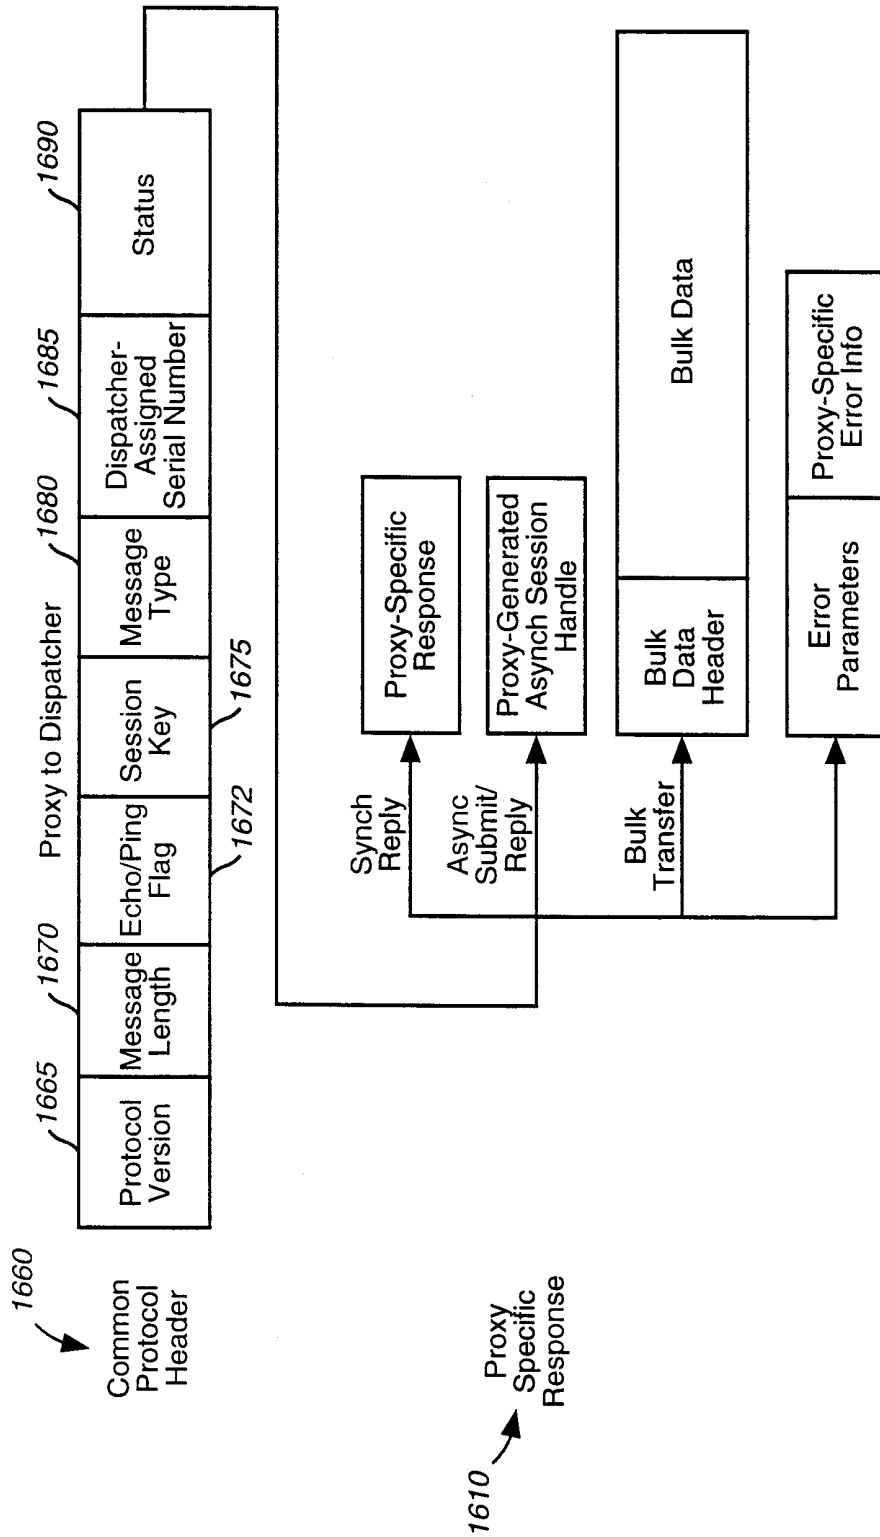 Proxy to Dispatcher
1660
Common
Protocol
Header
1665
Protocol
Version
1670
Message
Length
Echo/Ping
Flag
1672
Session
Key
1675
1680
Message
Type
1685
Dispatcher-
Assigned
Serial Number
1690
Status
1610
Proxy
Specific
Response
Synch
Reply
Proxy-Specific
Response
Async
Submit/
Reply
Proxy-Generated
Asynch Session
Handle
Bulk
Transfer
Bulk
Data
Header
Bulk Data
Error
Parameters
Proxy-Specific
Error Info